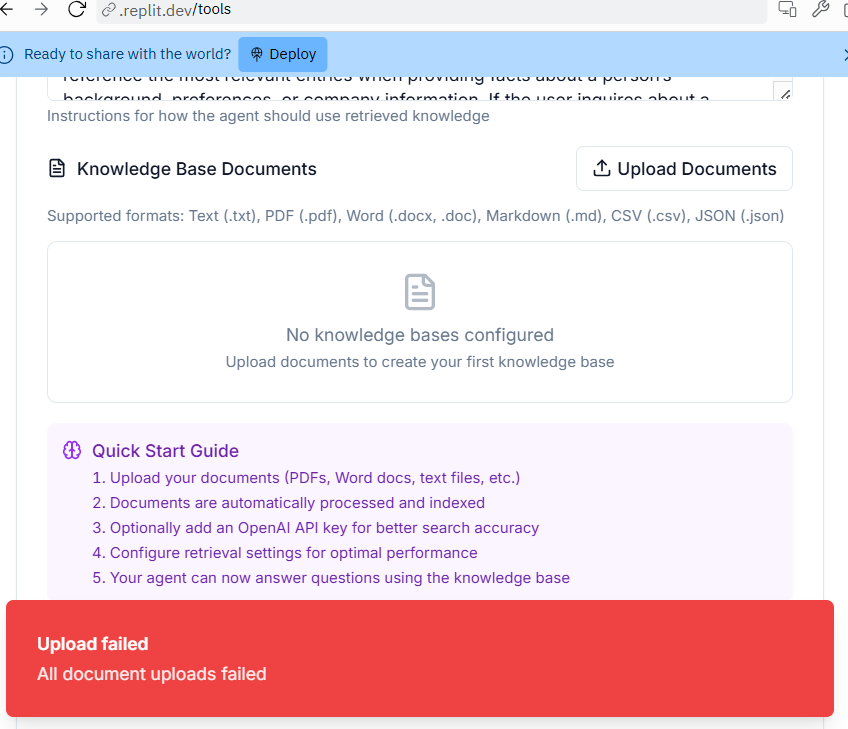 .replit.dev/tools
Ready to share with the world? Deploy
reference the most relevant entries when providing facts about a person's
background, preferences, or company information. If the user inquires about a
Instructions for how the agent should use retrieved knowledge
Knowledge Base Documents
Upload Documents
Supported formats: Text (.txt), PDF (.pdf), Word (.docx, .doc), Markdown (.md), CSV (.csv), JSON (.json)
No knowledge bases configured
Upload documents to create your first knowledge base
Quick Start Guide
1. Upload your documents (PDFs, Word docs, text files, etc.)
2. Documents are automatically processed and indexed
3. Optionally add an OpenAI API key for better search accuracy
4. Configure retrieval settings for optimal performance
5. Your agent can now answer questions using the knowledge base
Upload failed
All document uploads failed